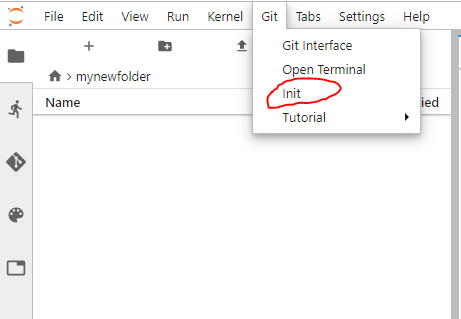 File Edit View Run Kernel Git Tabs Settings Help
Git Interface
Open Terminal
Init
Tutorial
mynewfolder
Name ied